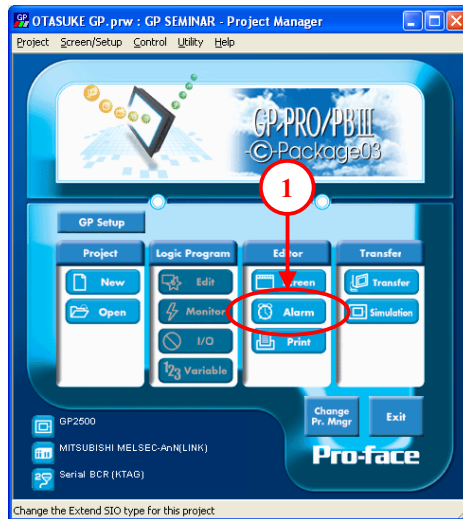 OTASUKE GP.prw : GP SEMINAR - Project Manager
Project Screen/Setup Control Utility Help
GP-PRO/PBIII
-C-Package03
1
GP Setup
Project Logic Program Editor Transfer
New Edit Screen Transfer
Open Monitor Alarm Simulation
I/O Print
123 Variable
GP2500
Change Pr. Mngr Exit
MITSUBISHI MELSEC-AnN(LINK)
Pro-face
Serial BCR (KTAG)
Change the Extend SIO type for this project